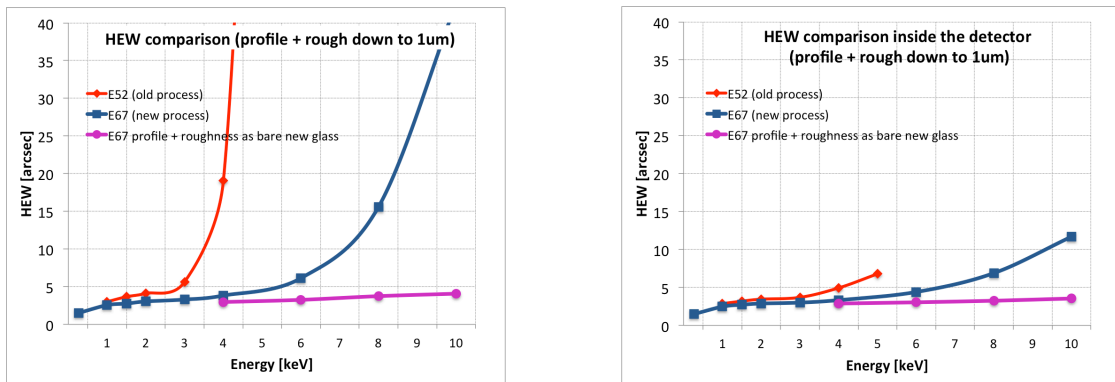 HEW comparison (profile + rough down to 1um)
40
35
30
25
20
15
10
5
0
HEW [arcsec]
E52 (old process)
E67 (new process)
E67 profile + roughness as bare new glass
1 2 3 4 5 6 7 8 9 10
Energy [keV]
HEW comparison inside the detector
(profile + rough down to 1um)
40
35
30
25
20
15
10
5
0
HEW [arcsec]
E52 (old process)
E67 (new process)
E67 profile + roughness as bare new glass
1 2 3 4 5 6 7 8 9 10
Energy [keV]